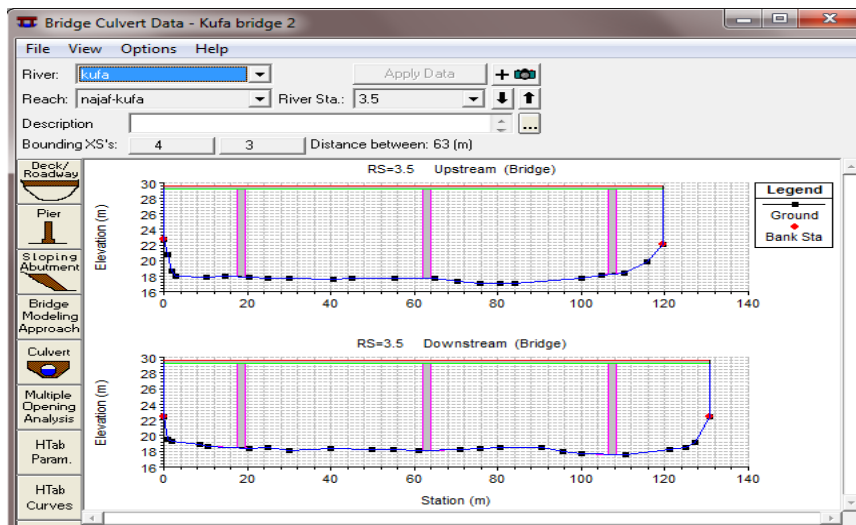 Bridge Culvert Data - Kufa bridge 2
File View Options Help
River: kufa Apply Data +
Reach: najaf-kufa River Sta.: 3.5
Description ...
Bounding XS's: 4 3 Distance between: 63 (m)
Deck/
Roadway
Pier
Sloping
Abutment
Bridge
Modeling
Approach
Culvert
Multiple
Opening
Analysis
HTab
Param.
HTab
Curves
RS=3.5 Upstream (Bridge)
Elevation (m)
30
28
26
24
22
20
18
16
0 20 40 60 80 100 120 140
Legend
Ground
Bank Sta
RS=3.5 Downstream (Bridge)
Elevation (m)
30
28
26
24
22
20
18
16
0 20 40 60 80 100 120 140
Station (m)